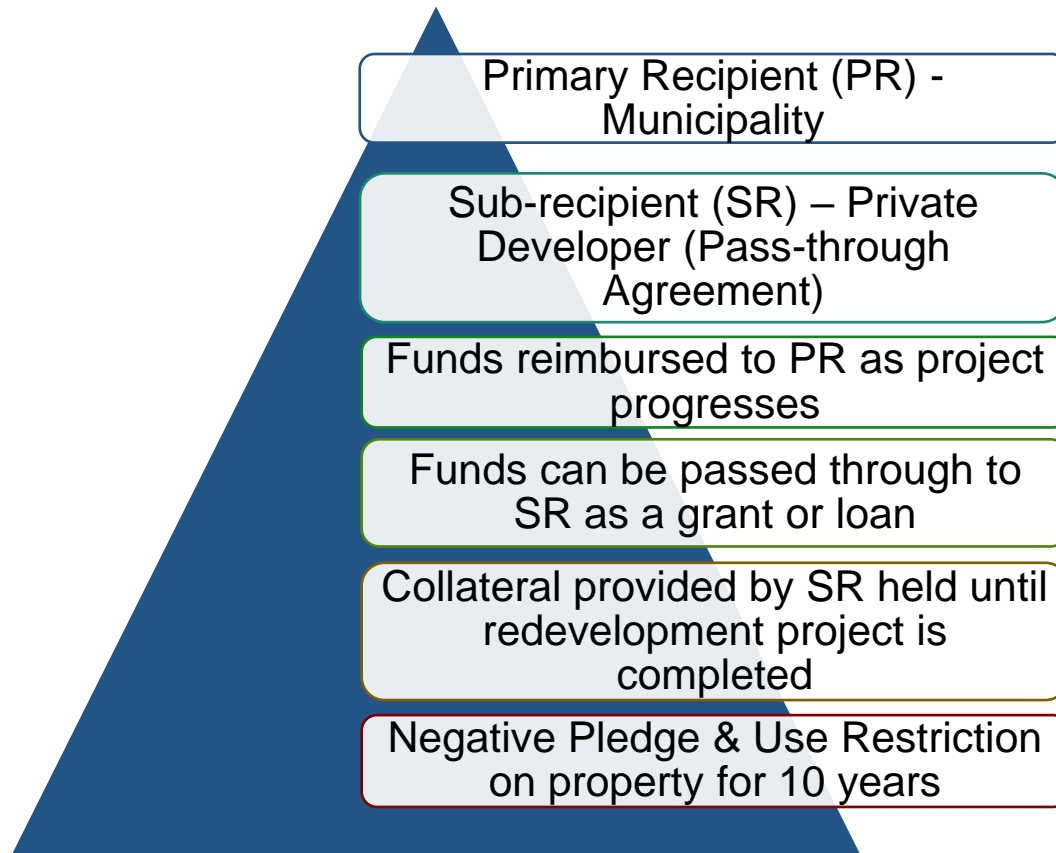 Primary Recipient (PR) -
Municipality
Sub-recipient (SR) – Private
Developer (Pass-through
Agreement)
Funds reimbursed to PR as project
progresses
Funds can be passed through to
SR as a grant or loan
Collateral provided by SR held until
redevelopment project is
completed
Negative Pledge & Use Restriction
on property for 10 years